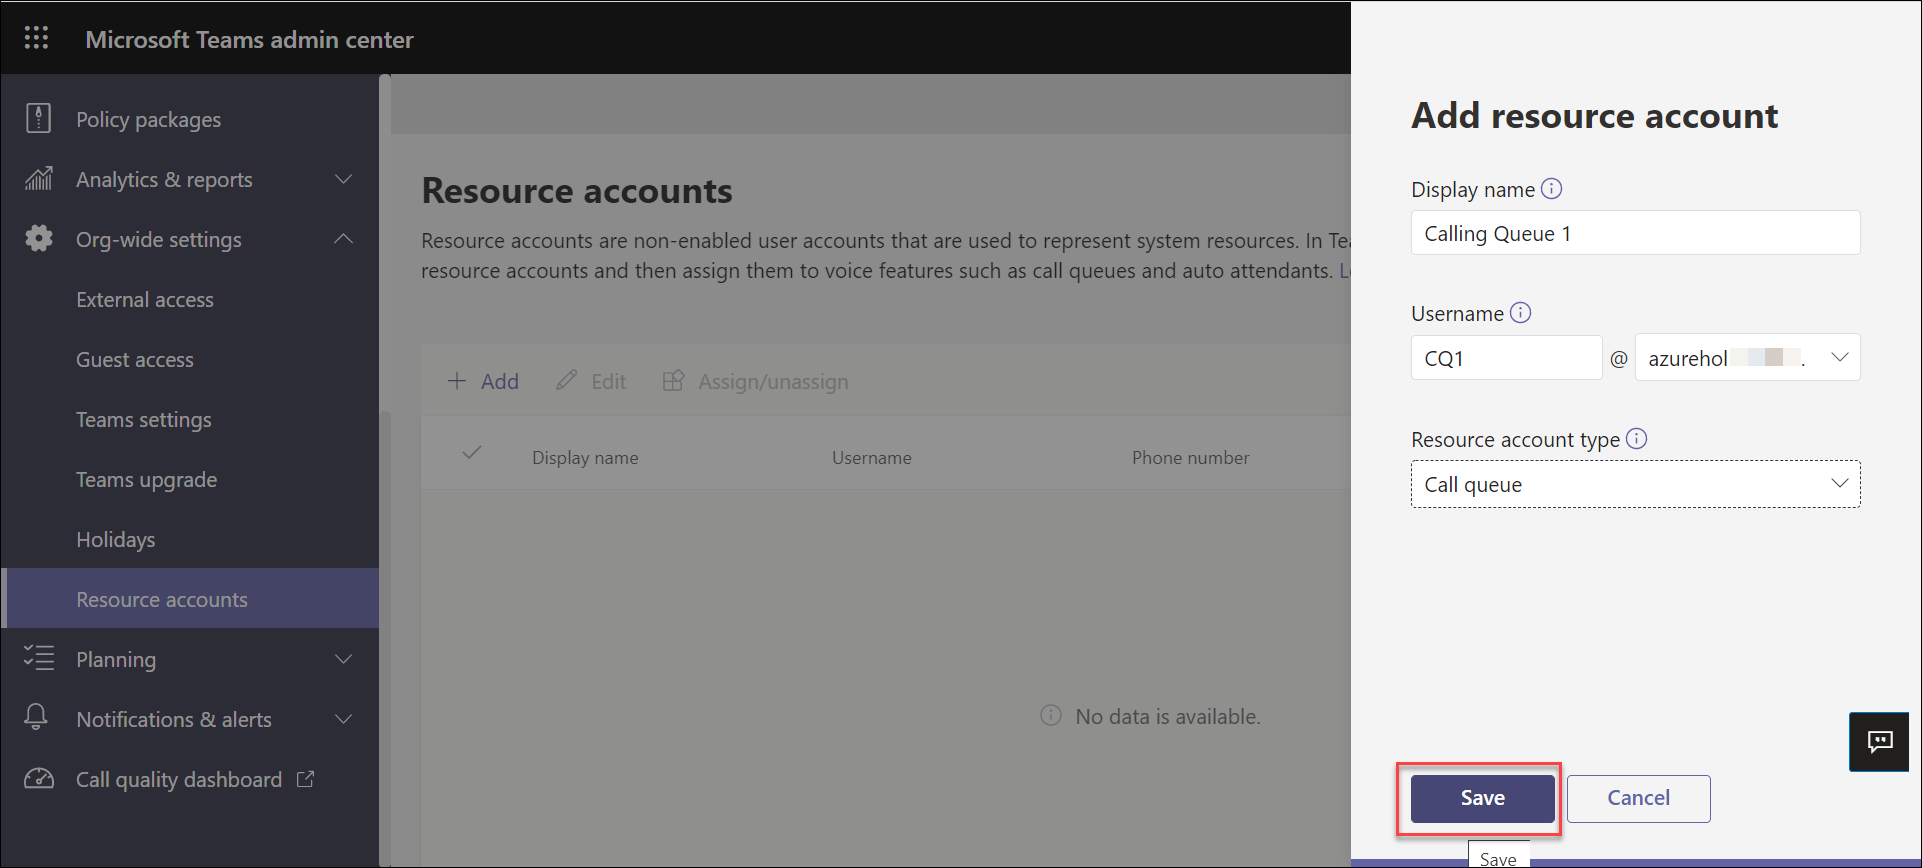 Microsoft Teams admin center
Policy packages
Analytics & reports
Org-wide settings
External access
Guest access
Teams settings
Teams upgrade
Holidays
Resource accounts
Planning
Notifications & alerts
Call quality dashboard
Resource accounts
Resource accounts are non-enabled user accounts that are used to represent system resources. In Tea
resource accounts and then assign them to voice features such as call queues and auto attendants.
Add
Edit
Assign/unassign
Display name
Username
Phone number
No data is available.
Add resource account
Display name
Calling Queue 1
Username
CQ1 @ azurehol .
Resource account type
Call queue
Save
Cancel
Save